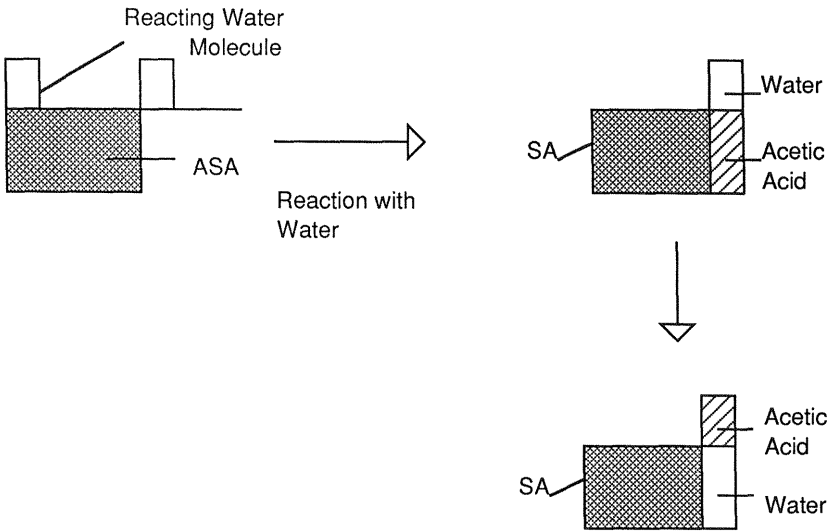 Reacting Water
Molecule
ASA
Reaction with
Water
Water
SA
Acetic
Acid
Acetic
Acid
SA
Water